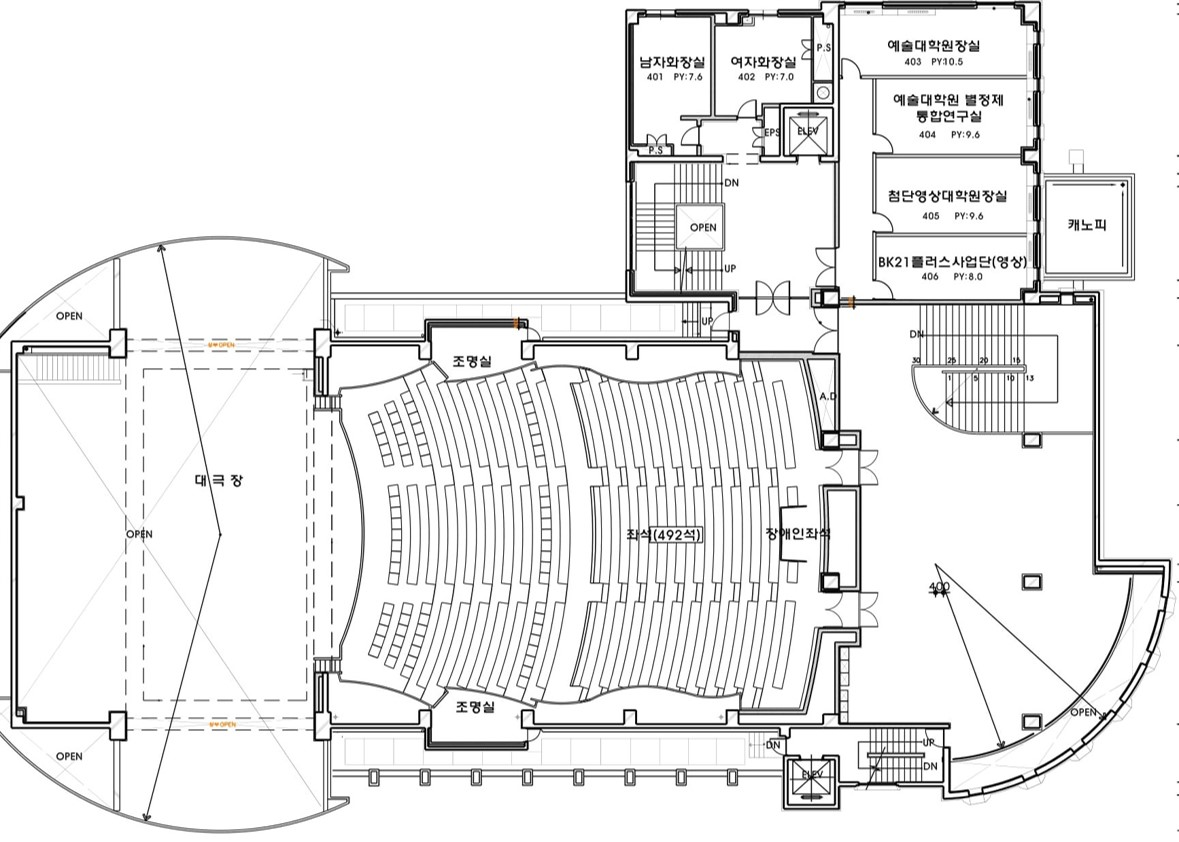 남자화장실
401 PY:7.6
여자화장실
402 PY:7.0
P.S
예술대학원장실
403 PY:10.5
예술대학원 별정제
통합연구실
404 PY:9.6
P.S
EPS
ELEV
첨단영상대학원장실
405 PY:9.6
캐노피
BK21플러스사업단(영상)
406 PY:8.0
DN
OPEN
UP
OPEN
UP
DN
30
25
20
15
1
5
10
13
조명실
A.D
대극장
OPEN
좌석(492석)
장애인좌석
400
조명실
OPEN
OPEN
DN
ELEV
UP
DN